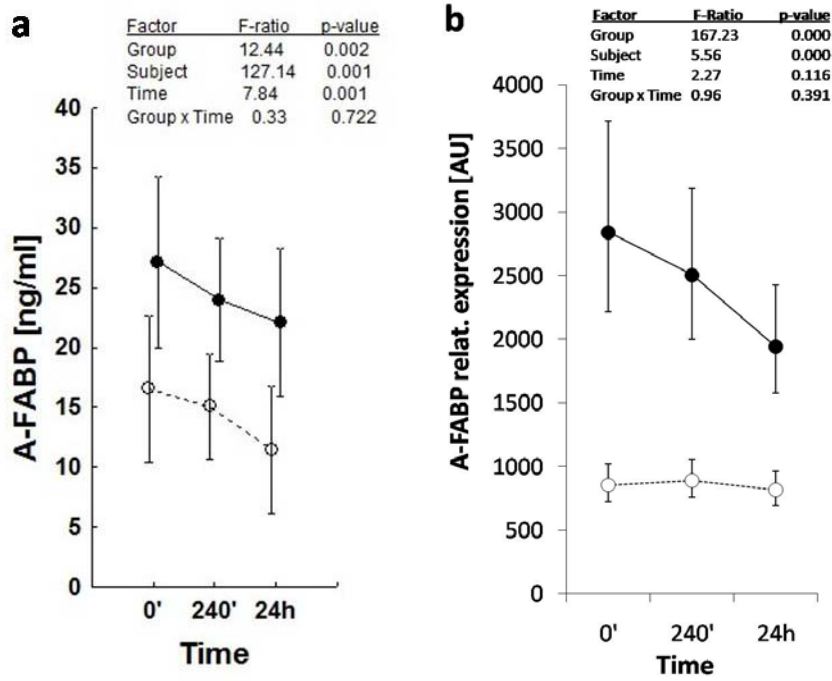 a
Factor F-ratio p-value
Group 12.44 0.002
Subject 127.14 0.001
Time 7.84 0.001
Group x Time 0.33 0.722
A-FABP [ng/ml]
40
35
30
25
20
15
10
5
0
0' 240' 24h
Time
b
Factor F-Ratio p-value
Group 167.23 0.000
Subject 5.56 0.000
Time 2.27 0.116
Group x Time 0.96 0.391
A-FABP relat. expression [AU]
4000
3500
3000
2500
2000
1500
1000
500
0
0' 240' 24h
Time